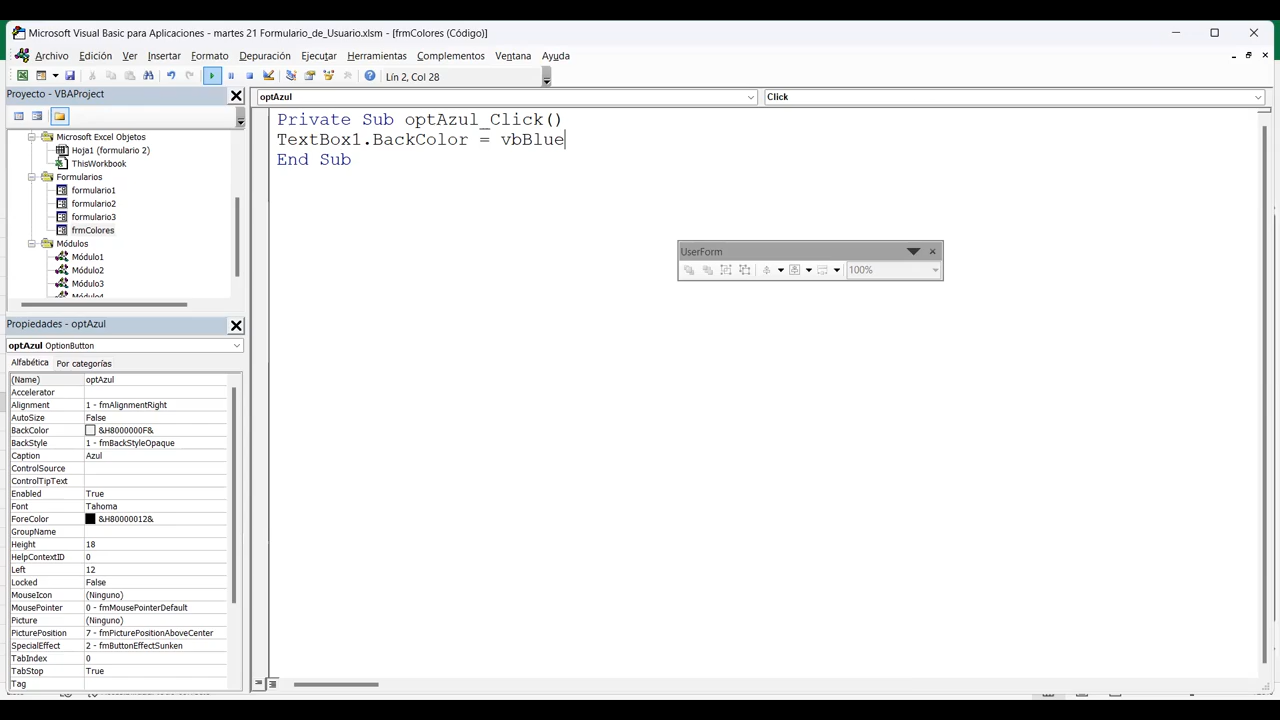 Microsoft Visual Basic para Aplicaciones - martes 21 Formulario_de_Usuario.xlsm - [frmColores (Código)]
Archivo Edición Ver Insertar Formato Depuración Ejecutar Herramientas Complementos Ventana Ayuda
Lín 2, Col 28
Proyecto - VBAProject
Microsoft Excel Objetos
Hoja1 (formulario 2)
ThisWorkbook
Formularios
formulario1
formulario2
formulario3
frmColores
Módulos
Módulo1
Módulo2
Módulo3
Módulo4
Propiedades - optAzul
optAzul OptionButton
Alfabética Por categorías
(Name) optAzul
Accelerator
Alignment 1 - fmAlignmentRight
AutoSize False
BackColor &H8000000F&
BackStyle 1 - fmBackStyleOpaque
Caption Azul
ControlSource
ControlTipText
Enabled True
Font Tahoma
ForeColor &H80000012&
GroupName
Height 18
HelpContextID 0
Left 12
Locked False
MouseIcon (Ninguno)
MousePointer 0 - fmMousePointerDefault
Picture (Ninguno)
PicturePosition 7 - fmPicturePositionAboveCenter
SpecialEffect 2 - fmButtonEffectSunken
TabIndex 0
TabStop True
Tag
optAzul Click
Private Sub optAzul_Click()
TextBox1.BackColor = vbBlue
End Sub
UserForm
100%